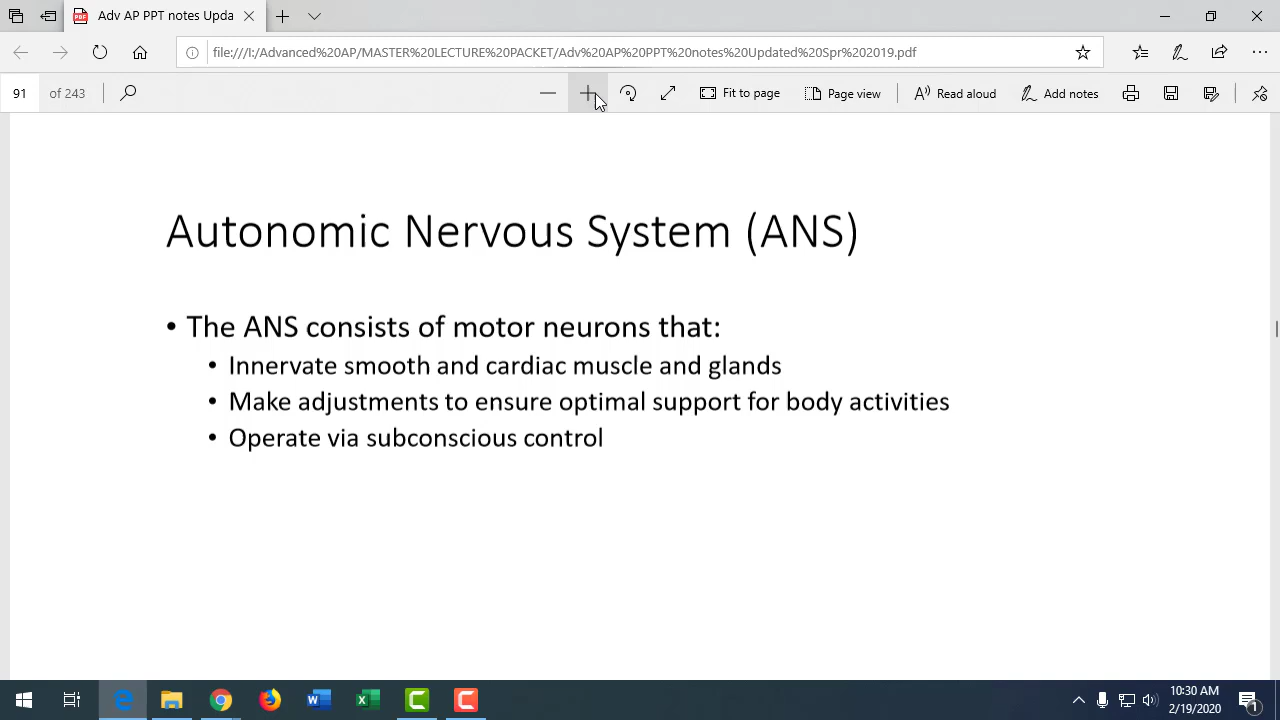 Adv AP PPT notes Upda
file:///I:/Advanced%20AP/MASTER%20LECTURE%20PACKET/Adv%20AP%20PPT%20notes%20Updated%20Spr%202019.pdf
91 of 243 Fit to page Page view Read aloud Add notes
Autonomic Nervous System (ANS)
• The ANS consists of motor neurons that:
• Innervate smooth and cardiac muscle and glands
• Make adjustments to ensure optimal support for body activities
• Operate via subconscious control
10:30 AM
2/19/2020